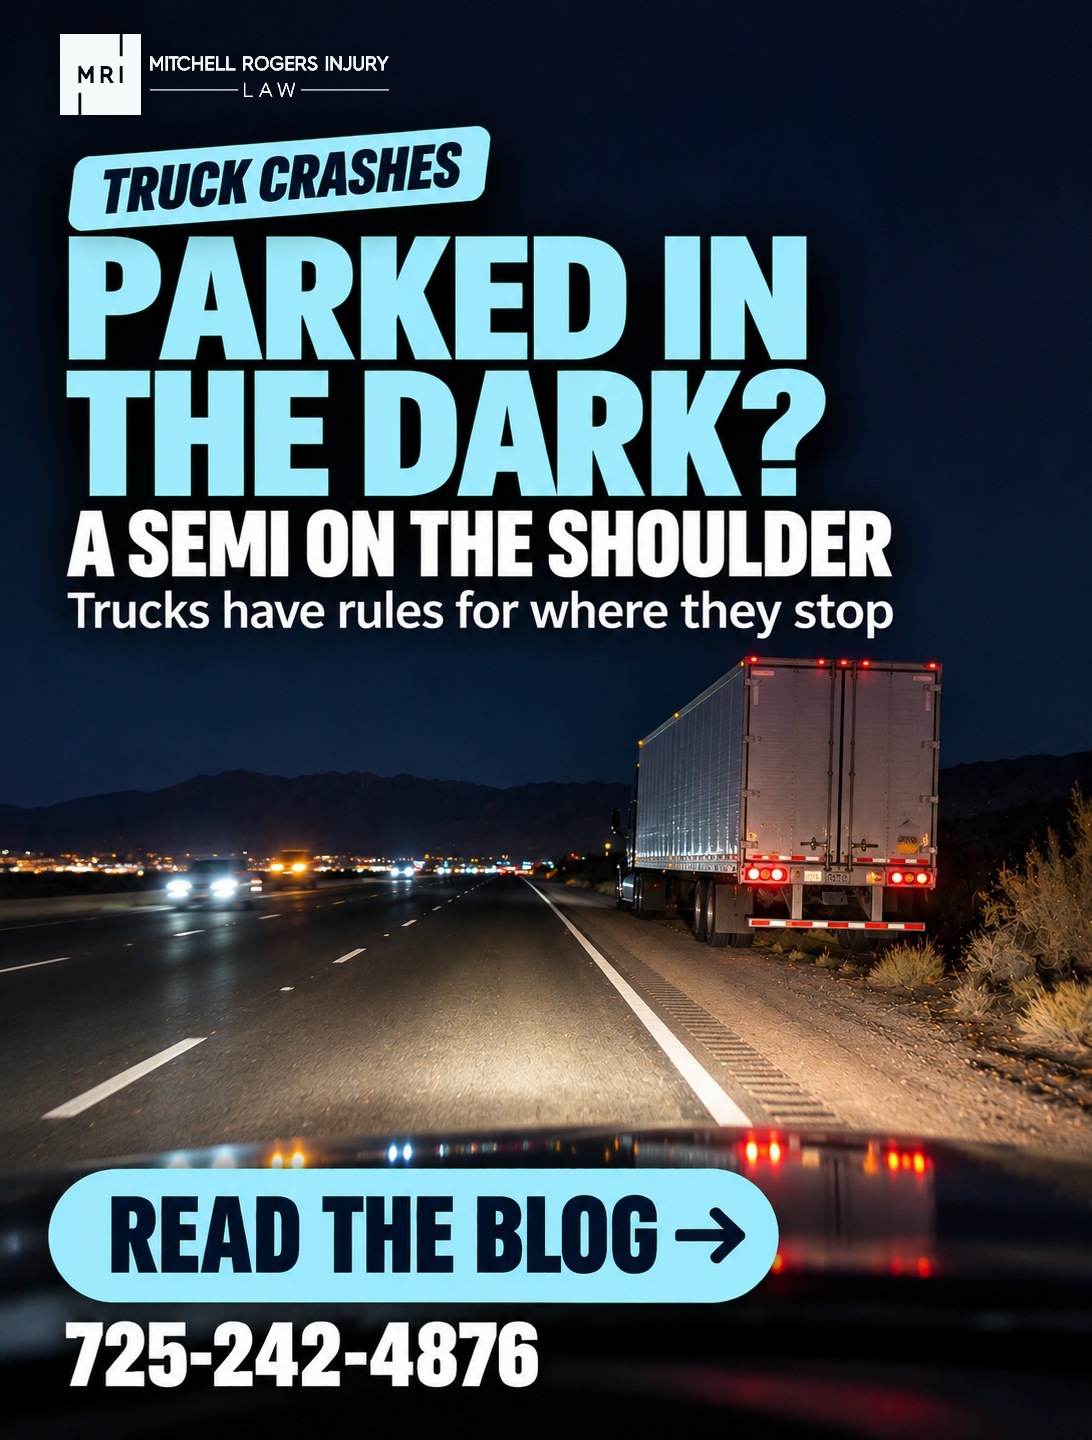 MRI
MITCHELL ROGERS INJURY
LAW
TRUCK CRASHES
PARKED IN
THE DARK?
A SEMI ON THE SHOULDER
Trucks have rules for where they stop
READ THE BLOG →
725-242-4876